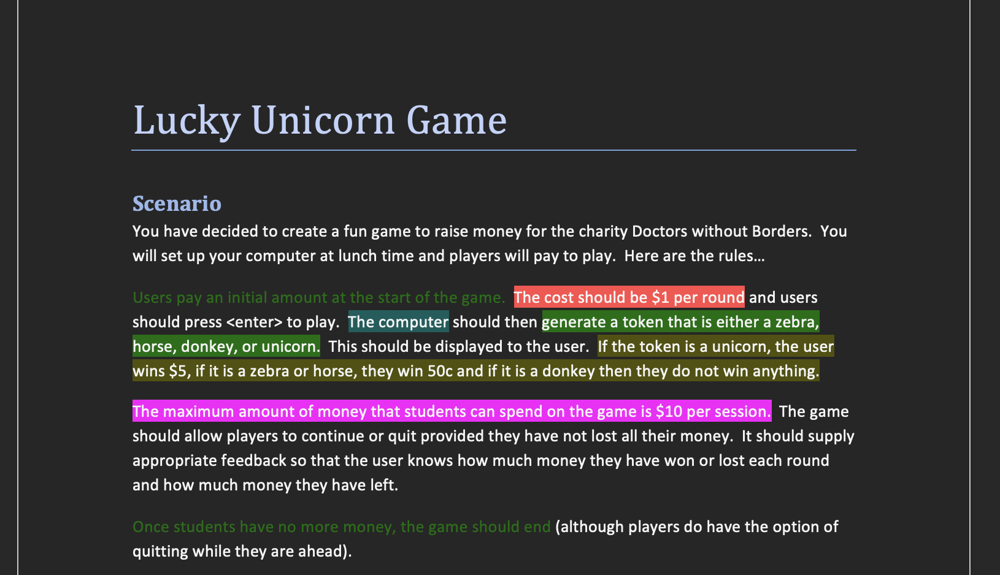 Lucky Unicorn Game
Scenario
You have decided to create a fun game to raise money for the charity Doctors without Borders.  You
will set up your computer at lunch time and players will pay to play.  Here are the rules…
Users pay an initial amount at the start of the game.  The cost should be $1 per round and users
should press <enter> to play.  The computer should then generate a token that is either a zebra,
horse, donkey, or unicorn.  This should be displayed to the user.  If the token is a unicorn, the user
wins $5, if it is a zebra or horse, they win 50c and if it is a donkey then they do not win anything.
The maximum amount of money that students can spend on the game is $10 per session.  The game
should allow players to continue or quit provided they have not lost all their money.  It should supply
appropriate feedback so that the user knows how much money they have won or lost each round
and how much money they have left.
Once students have no more money, the game should end (although players do have the option of
quitting while they are ahead).